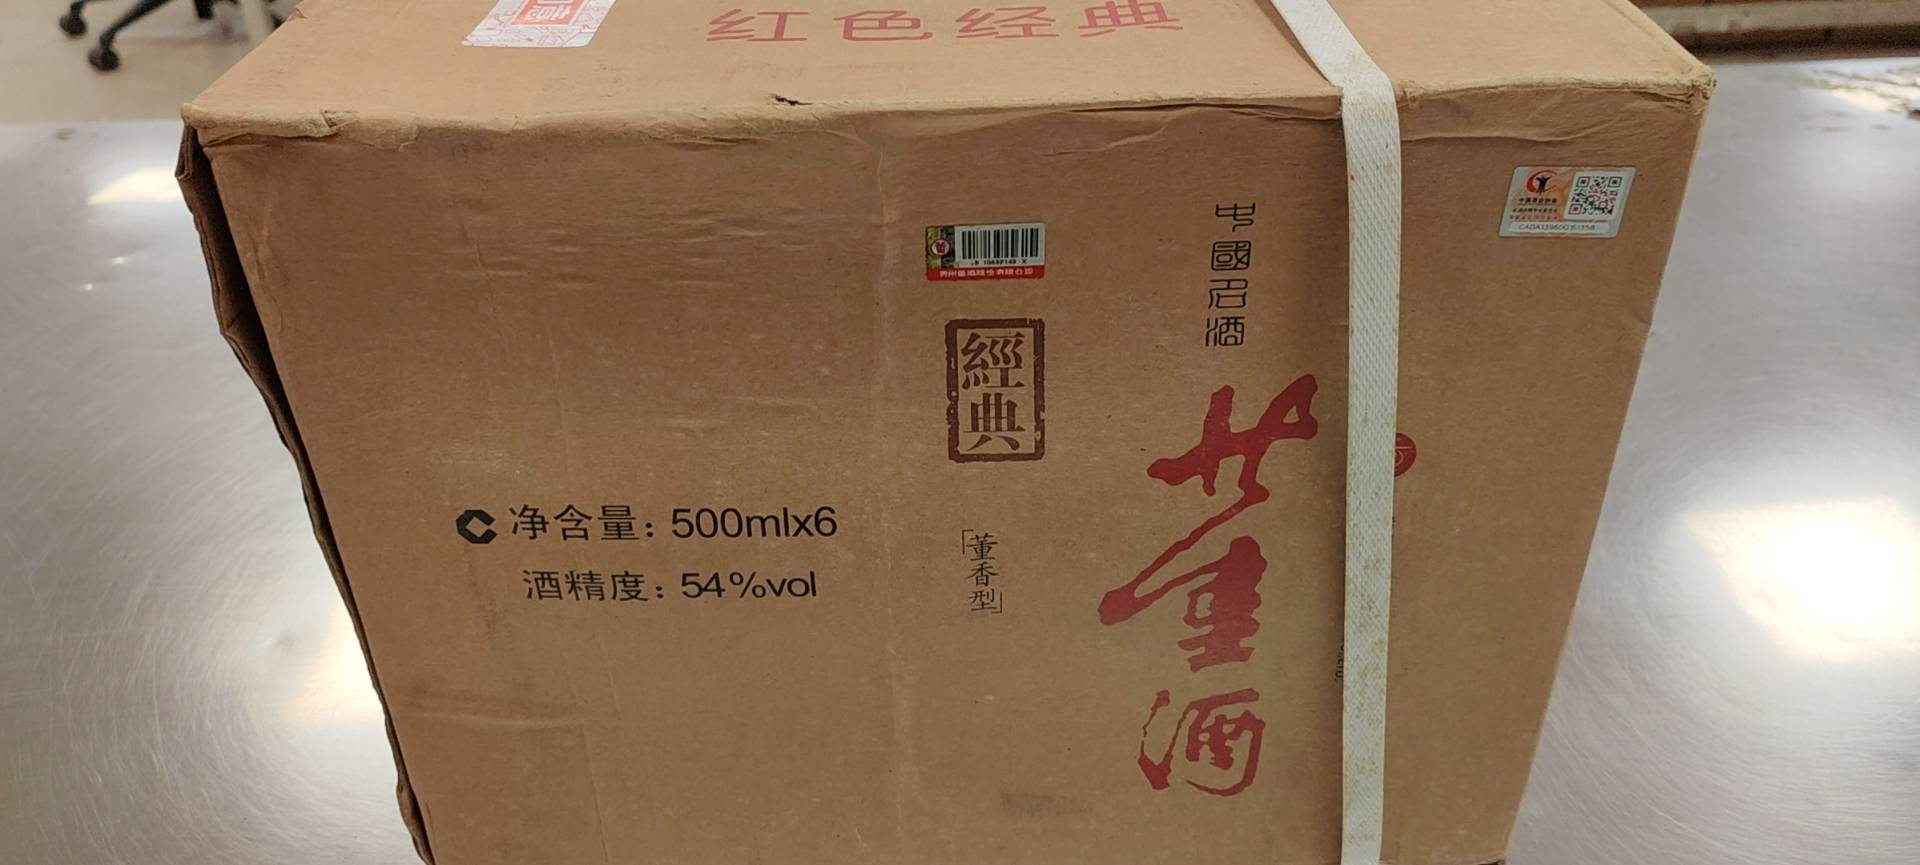 典经色红
中國名酒
董酒
經典
「董香型」
净含量：500mlx6
酒精度：54%vol